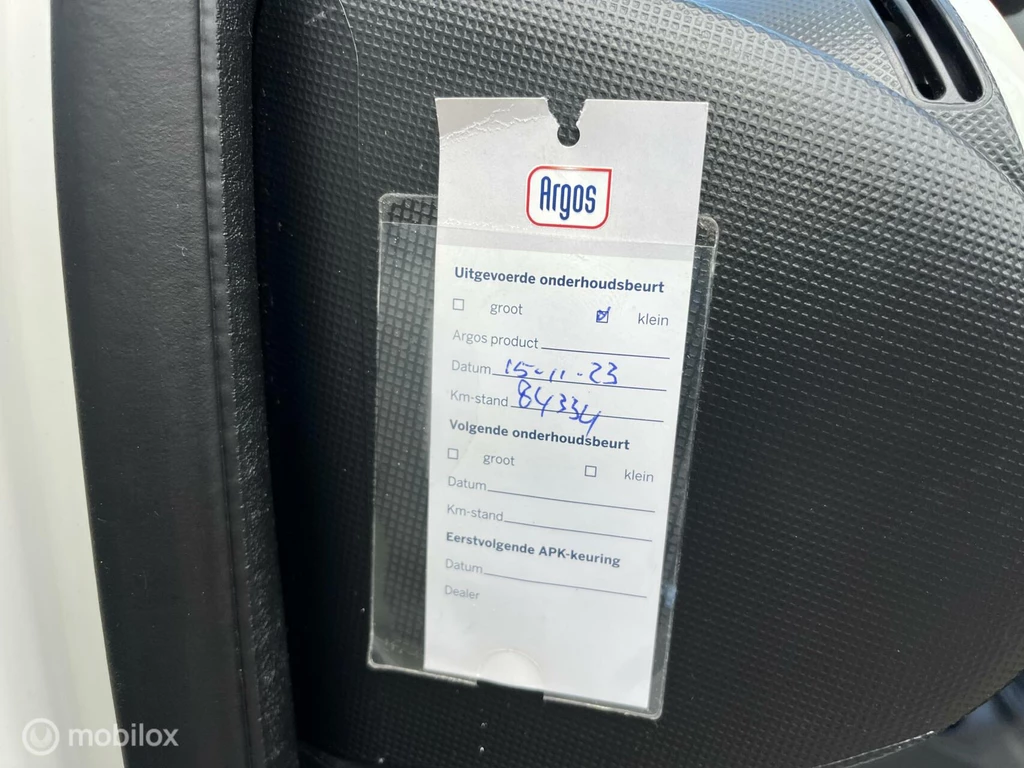 Argos
Uitgevoerde onderhoudsbeurt
☐ groot ☑ klein
Argos product
Datum 15-11-23
Km-stand 84334
Volgende onderhoudsbeurt
☐ groot ☐ klein
Datum
Km-stand
Eerstvolgende APK-keuring
Datum
Dealer
mobilox